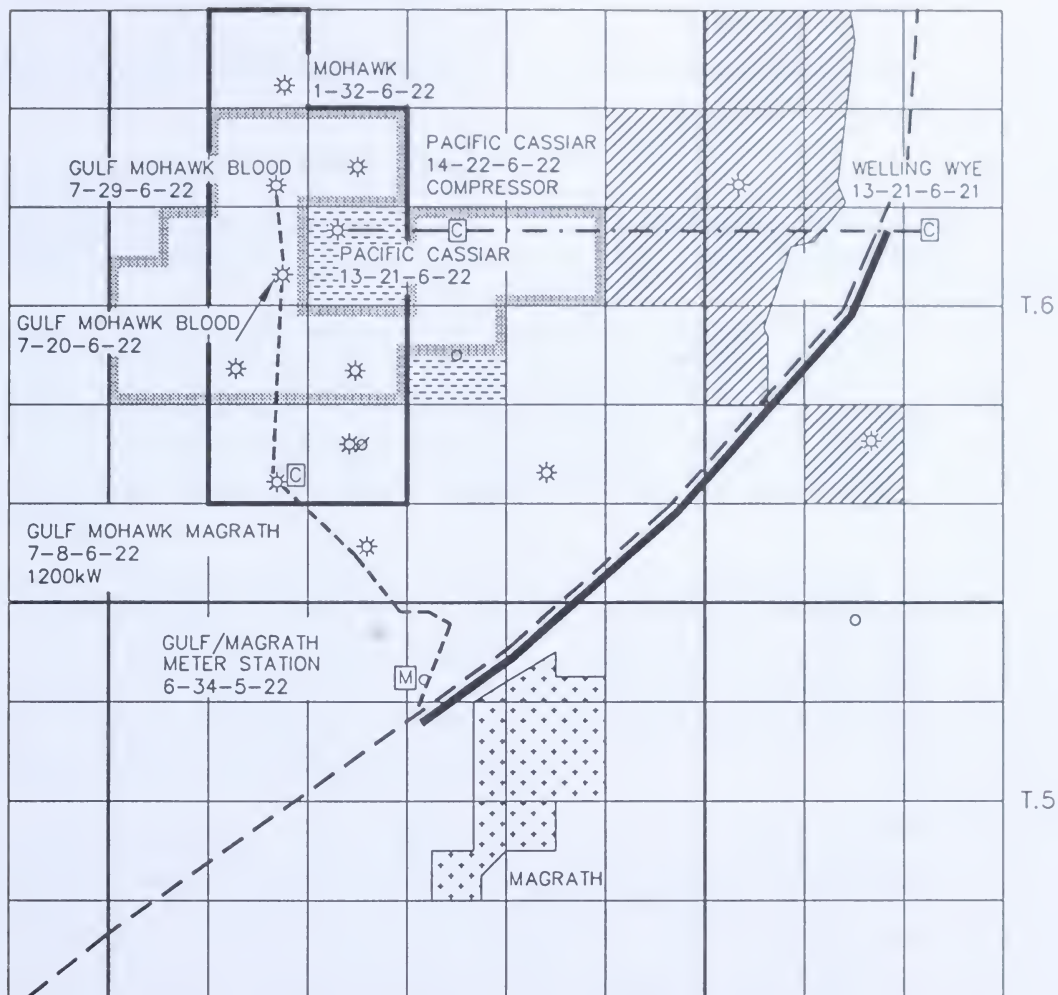 MOHAWK
1-32-6-22
PACIFIC CASSIAR
14-22-6-22
COMPRESSOR
GULF MOHAWK BLOOD
7-29-6-22
WELLING WYE
13-21-6-21
C
C
PACIFIC CASSIAR
13-21-6-22
GULF MOHAWK BLOOD
7-20-6-22
T.6
C
GULF MOHAWK MAGRATH
7-8-6-22
1200kW
GULF/MAGRATH
METER STATION
6-34-5-22
M
T.5
MAGRATH